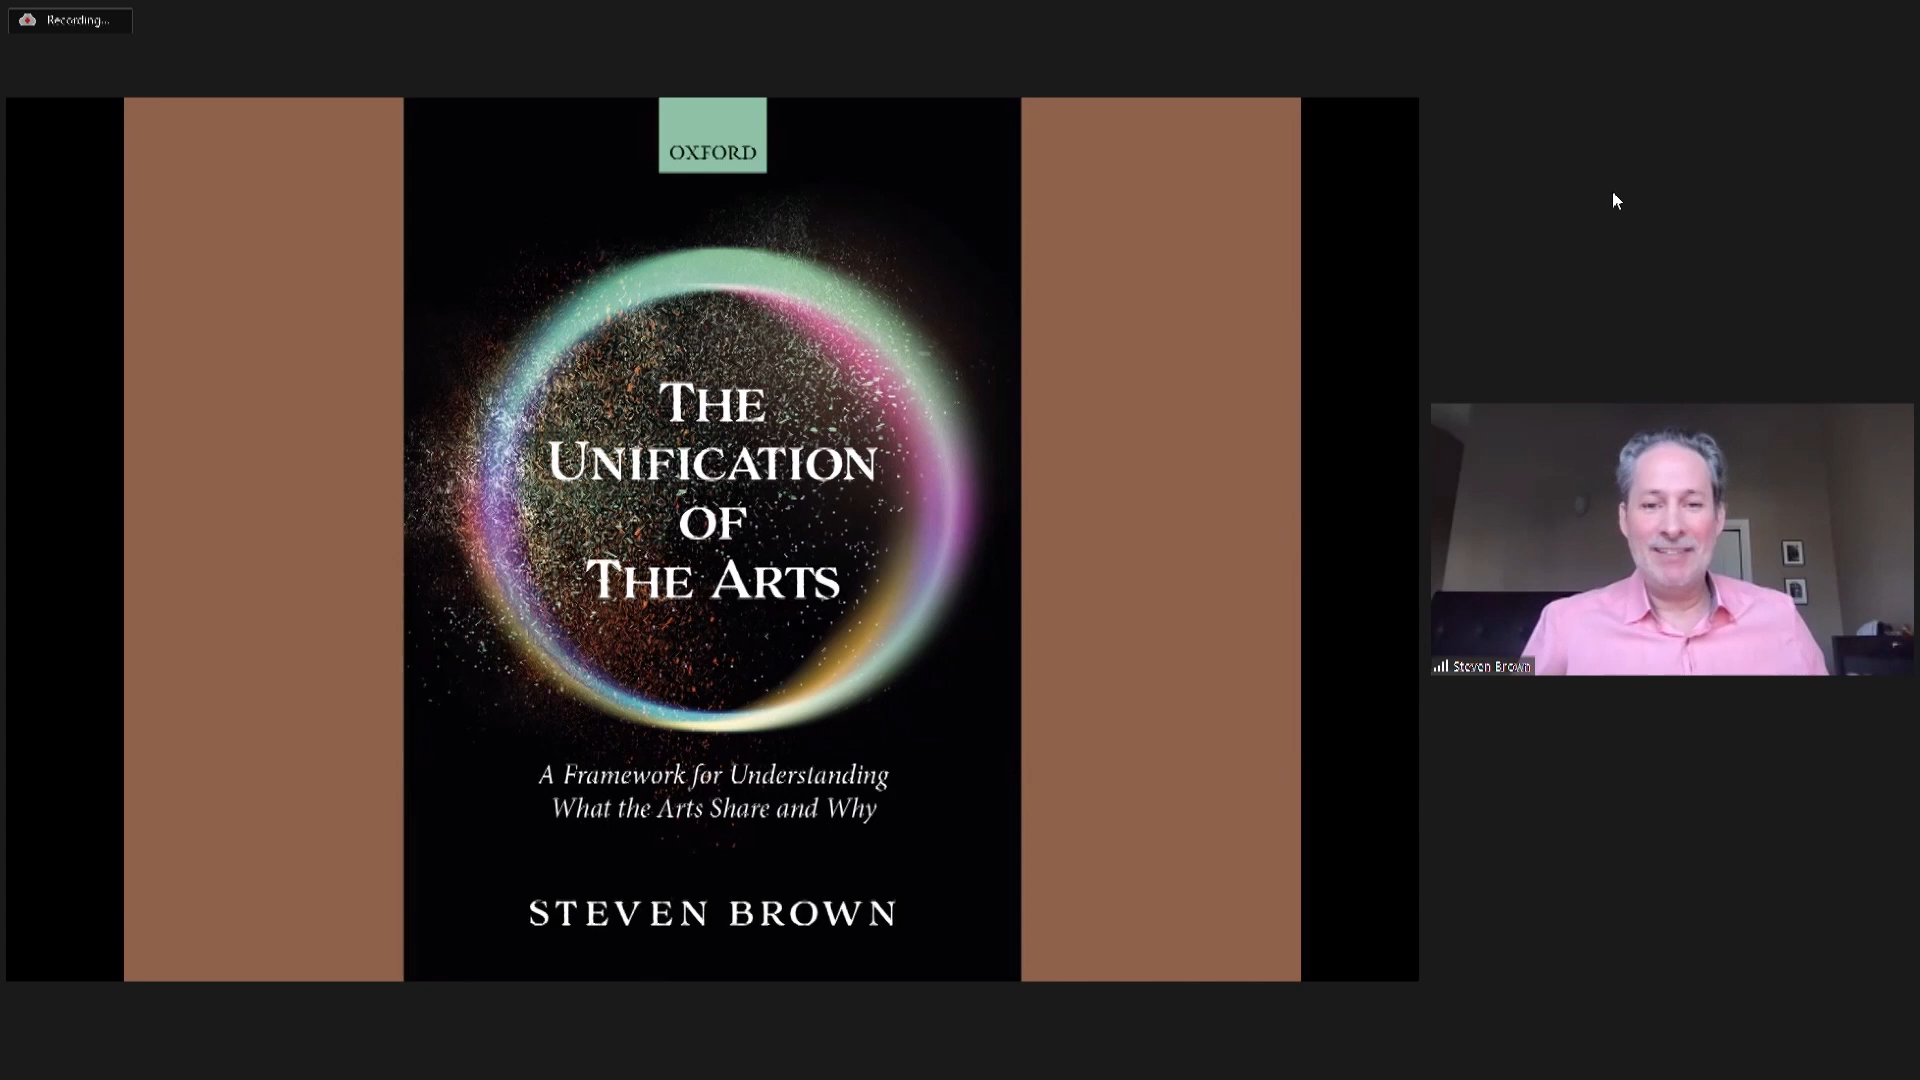 Recording...
OXFORD
THE
UNIFICATION
OF
THE ARTS
A Framework for Understanding
What the Arts Share and Why
STEVEN BROWN
Steven Brown